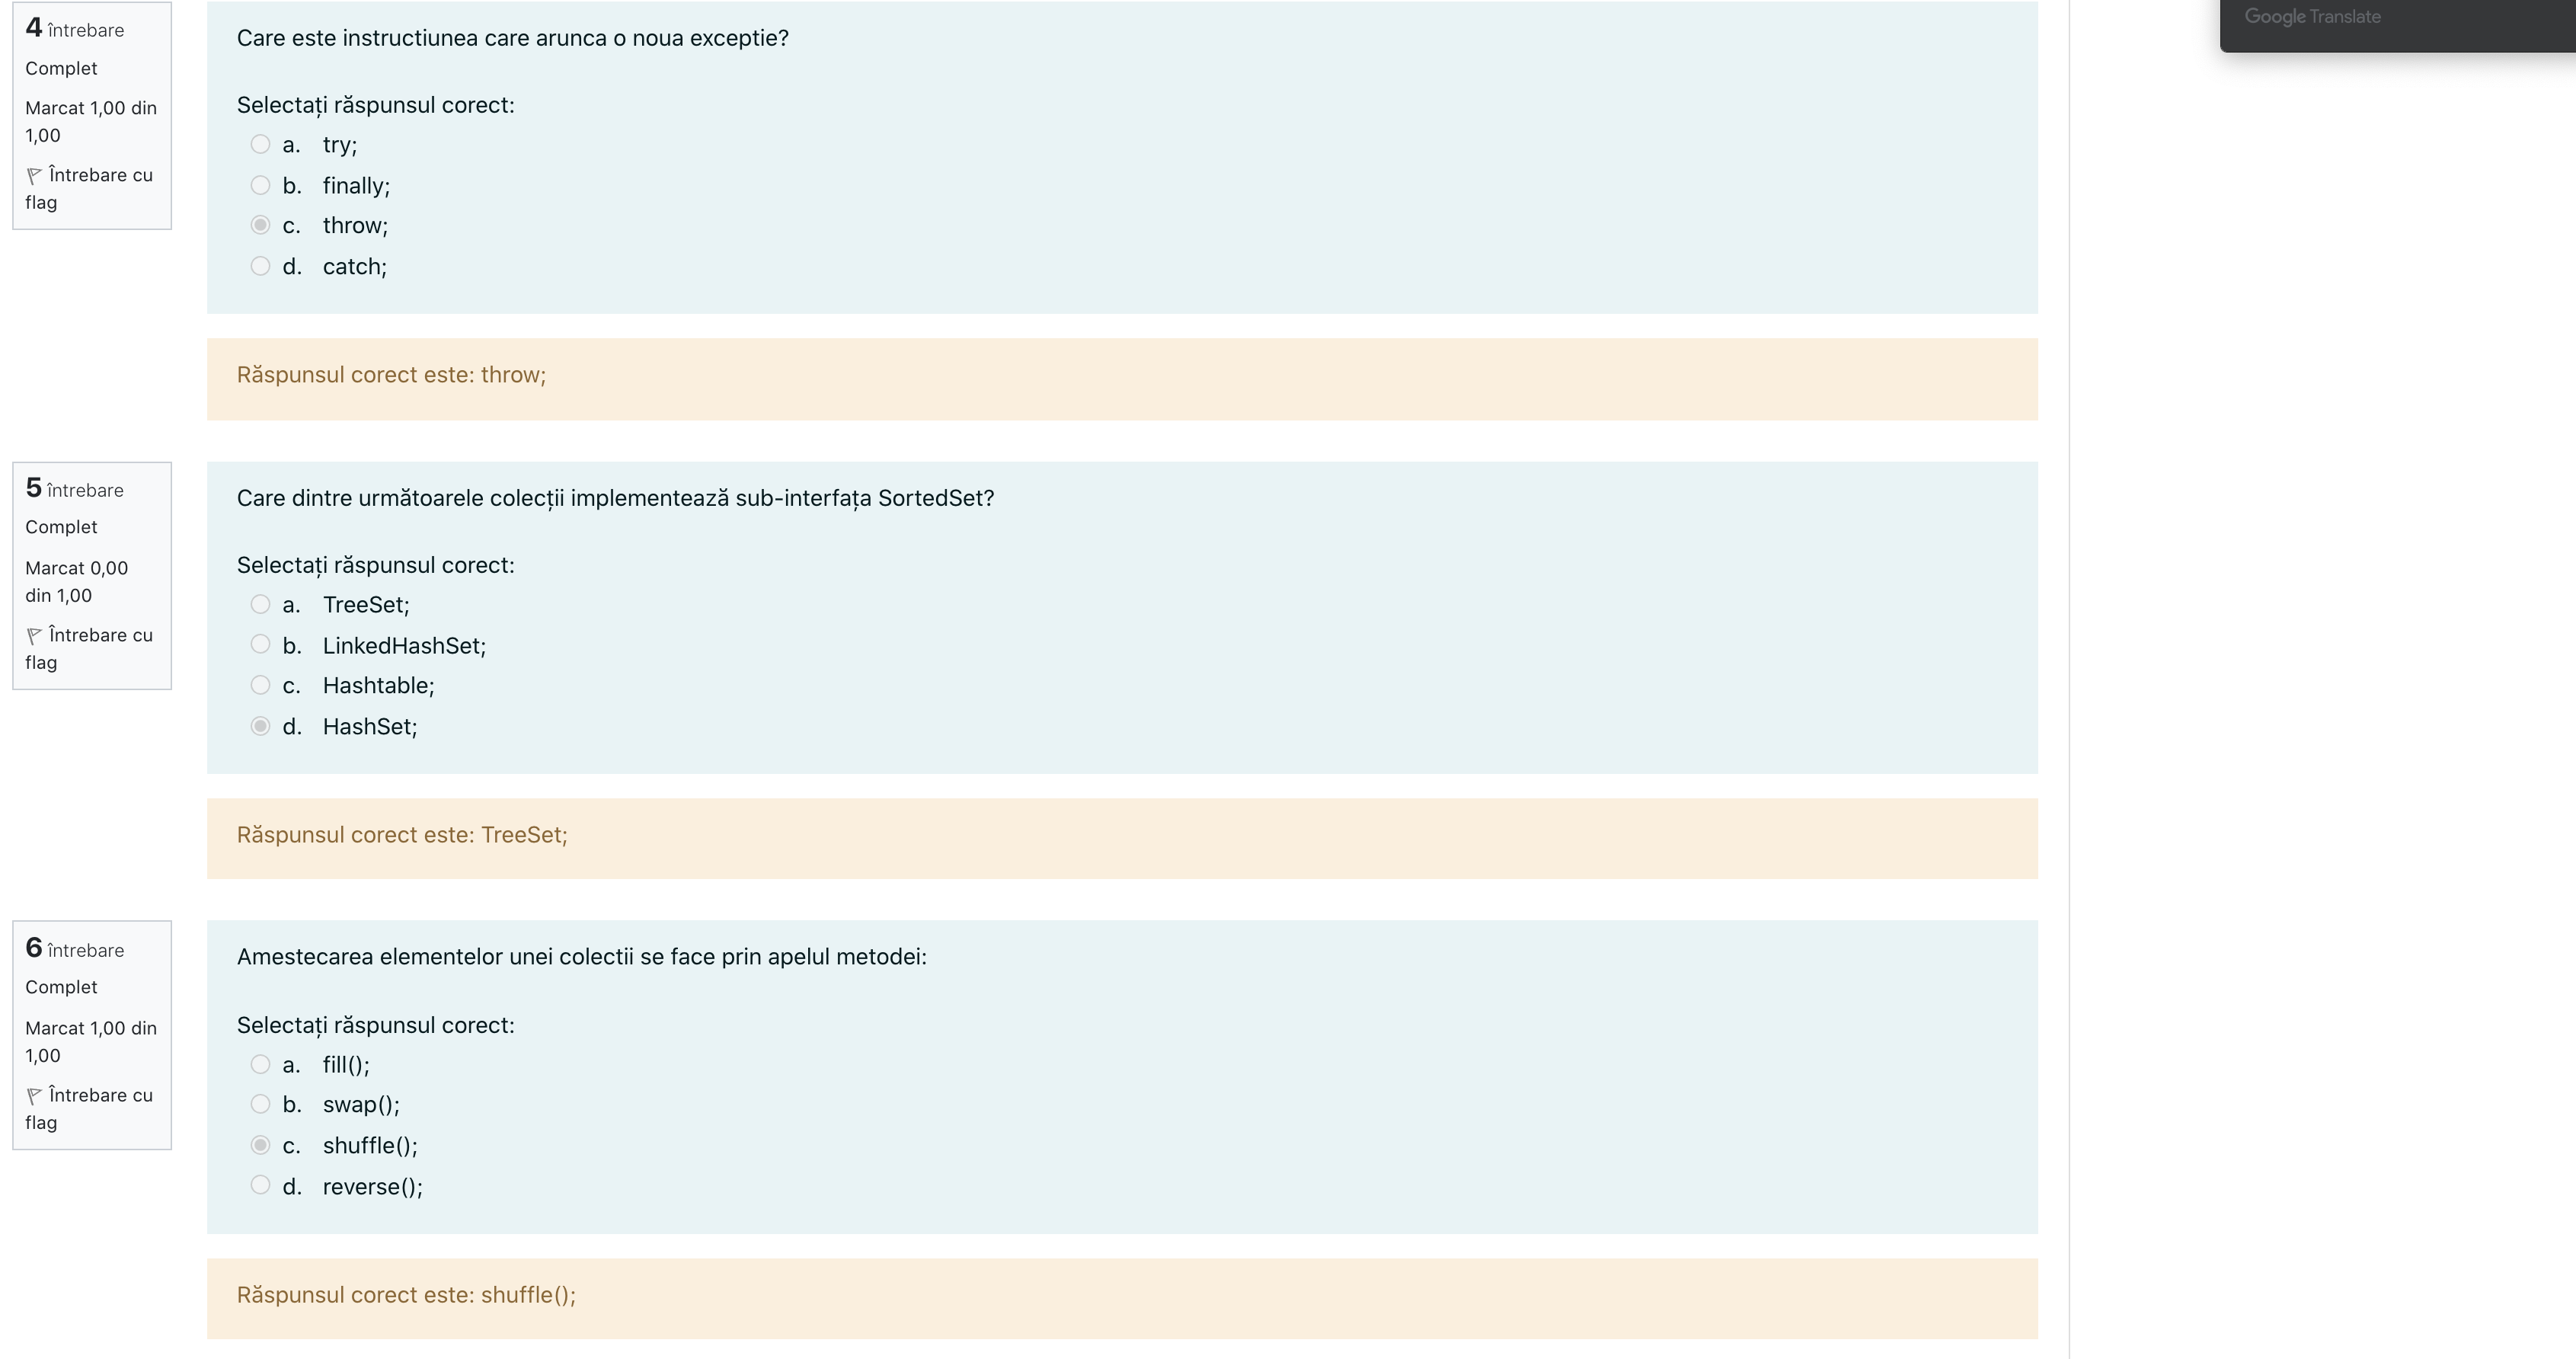 Google Translate
4 întrebare
Complet
Marcat 1,00 din
1,00
Întrebare cu
flag
Care este instructiunea care arunca o noua exceptie?
Selectați răspunsul corect:
a. try;
b. finally;
c. throw;
d. catch;
Răspunsul corect este: throw;
5 întrebare
Complet
Marcat 0,00
din 1,00
Întrebare cu
flag
Care dintre următoarele colecții implementează sub-interfața SortedSet?
Selectați răspunsul corect:
a. TreeSet;
b. LinkedHashSet;
c. Hashtable;
d. HashSet;
Răspunsul corect este: TreeSet;
6 întrebare
Complet
Marcat 1,00 din
1,00
Întrebare cu
flag
Amestecarea elementelor unei colectii se face prin apelul metodei:
Selectați răspunsul corect:
a. fill();
b. swap();
c. shuffle();
d. reverse();
Răspunsul corect este: shuffle();